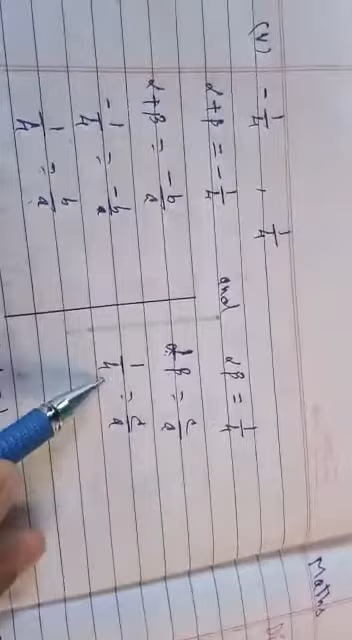 Maths
(v) -1/4 , 1/4
α+β = -1/4 and αβ = 1/4
α+β = -b/a αβ = c/a
-1/4 = -b/a 1/4 = c/a
1/4 = b/a